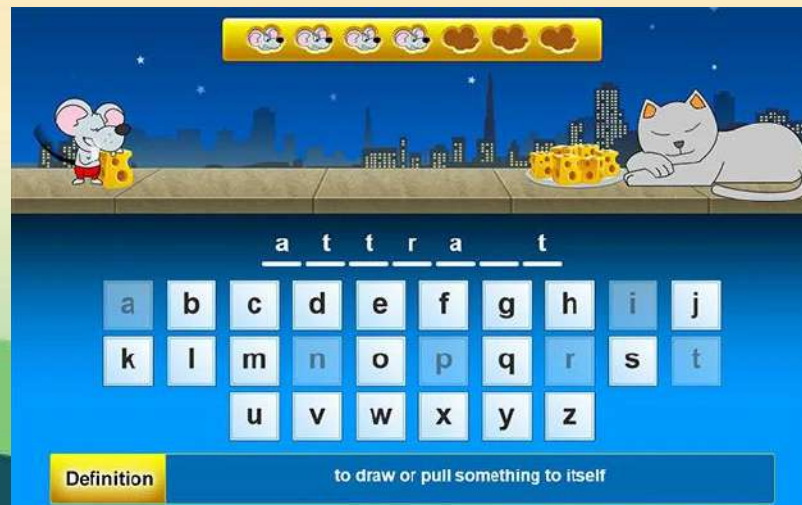 a t t r a _ t
a b c d e f g h i j
k l m n o p q r s t
u v w x y z
Definition to draw or pull something to itself